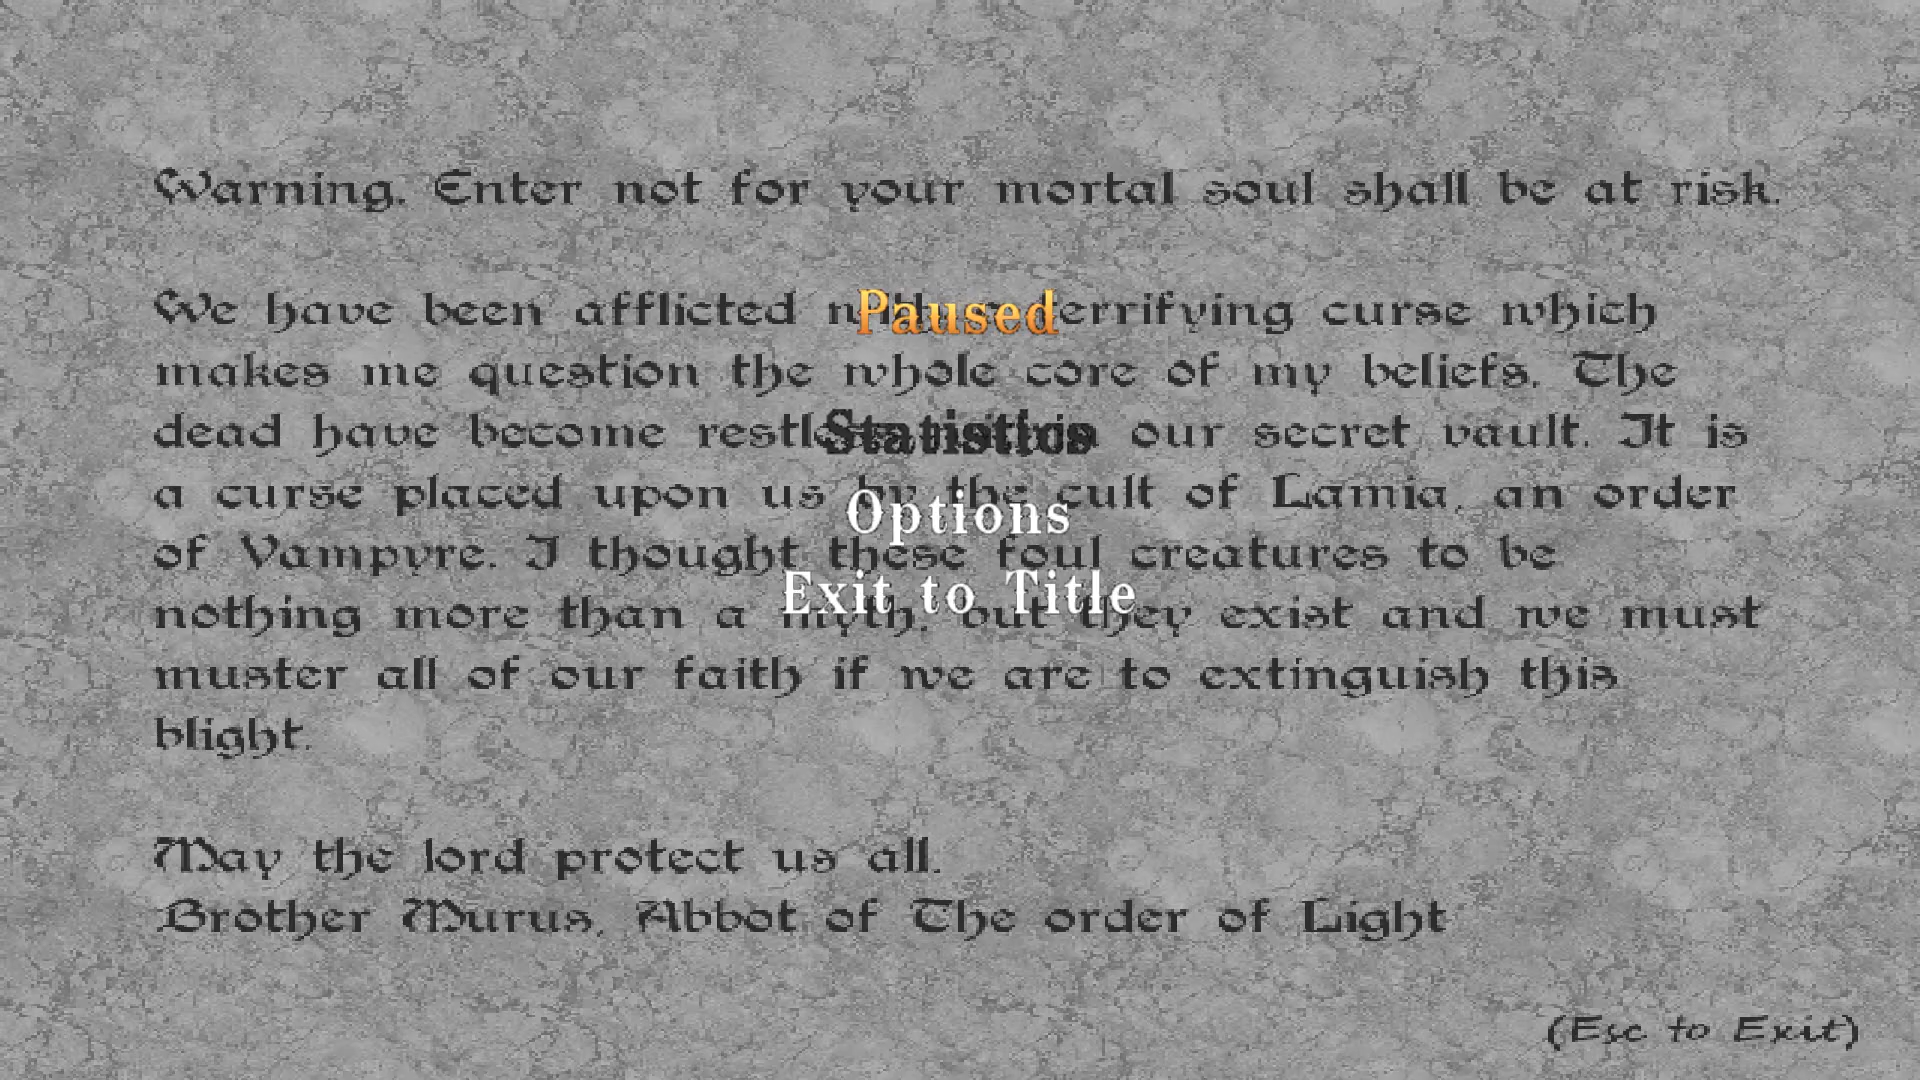 Warning. Enter not for your mortal soul shall be at risk.
We have been afflicted terrifying curse which
Paused
makes me question the whole core of my beliefs. The
dead have become our secret vault. It is
Statistics
a curse placed upon us by the cult of Lamia, an order
Options
of Vampyre. I thought these foul creatures to be
Exit to Title
nothing more than a myth, but they exist and we must
muster all of our faith if we are to extinguish this
blight.
May the lord protect us all.
Brother Murus, Abbot of The order of Light
(Esc to Exit)